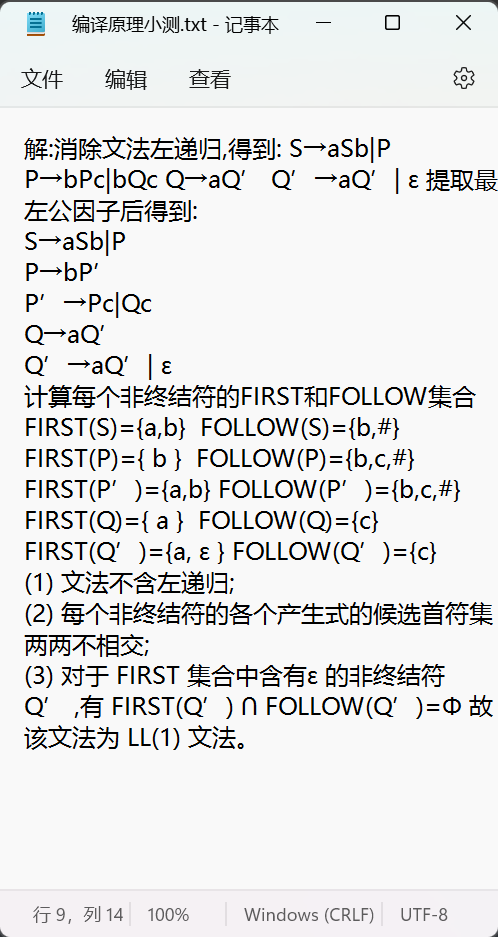 编译原理小测.txt - 记事本
文件 编辑 查看
解:消除文法左递归,得到: S→aSb|P
P→bPc|bQc Q→aQ′ Q′→aQ′| ε 提取最
左公因子后得到:
S→aSb|P
P→bP′
P′→Pc|Qc
Q→aQ′
Q′→aQ′| ε
计算每个非终结符的FIRST和FOLLOW集合
FIRST(S)={a,b} FOLLOW(S)={b,#}
FIRST(P)={ b } FOLLOW(P)={b,c,#}
FIRST(P′)={a,b} FOLLOW(P′)={b,c,#}
FIRST(Q)={ a } FOLLOW(Q)={c}
FIRST(Q′)={a, ε } FOLLOW(Q′)={c}
(1) 文法不含左递归;
(2) 每个非终结符的各个产生式的候选首符集
两两不相交;
(3) 对于 FIRST 集合中含有ε 的非终结符
Q′ ,有 FIRST(Q′) ∩ FOLLOW(Q′)=Φ 故
该文法为 LL(1) 文法。
行 9，列 14 100% Windows (CRLF) UTF-8